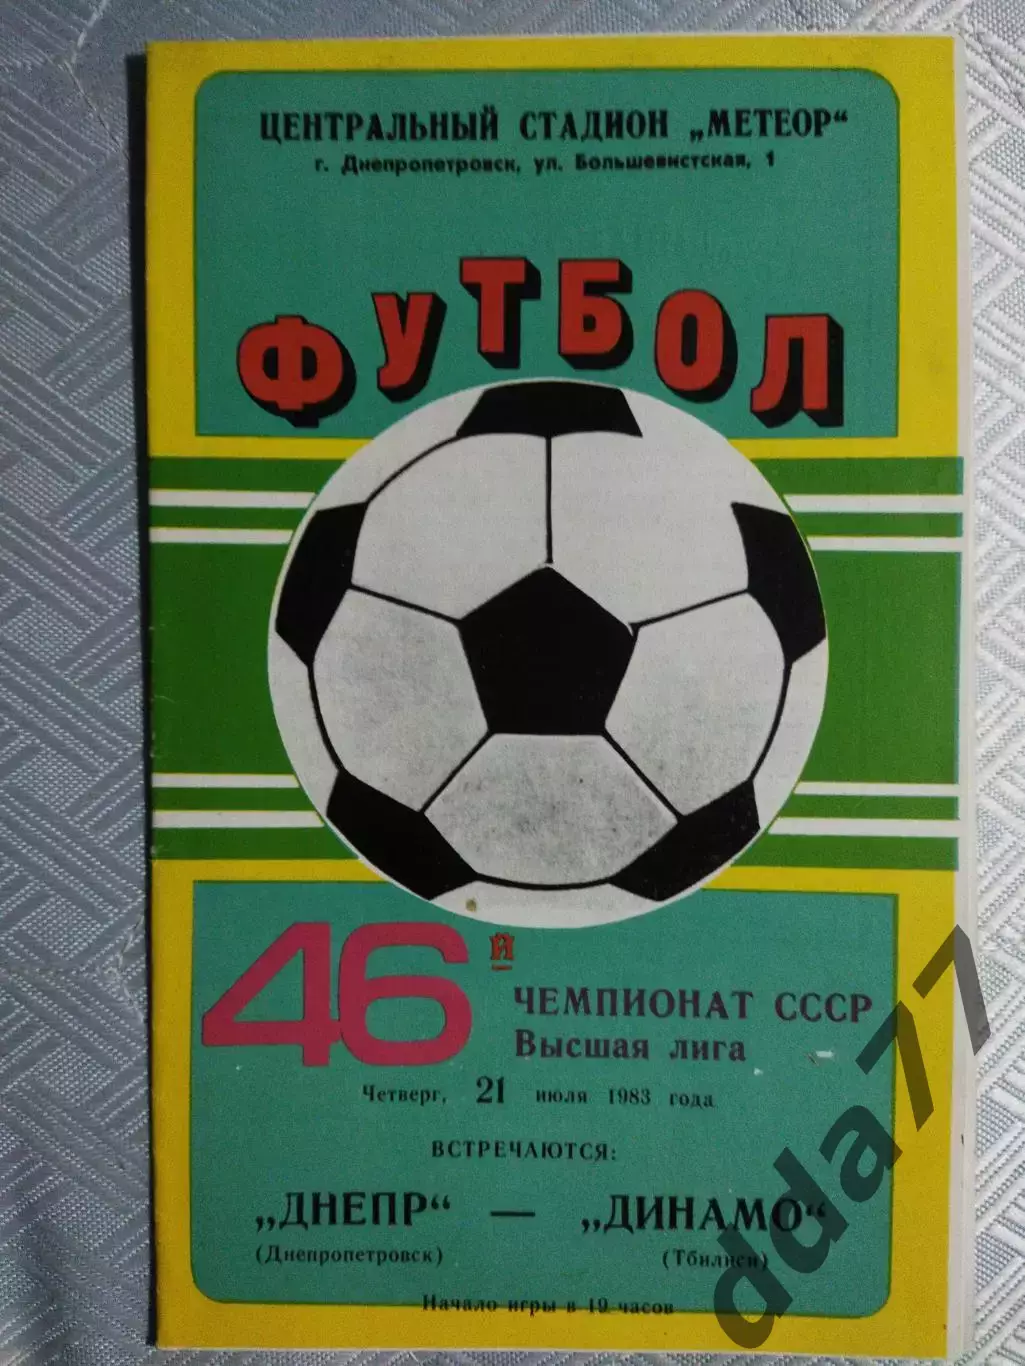 ЦЕНТРАЛЬНЫЙ СТАДИОН „МЕТЕОР“
г. Днепропетровск, ул. Большевистская, 1
ФУТБОЛ
46й
ЧЕМПИОНАТ СССР
Высшая лига
Четверг, 21 июля 1983 года
ВСТРЕЧАЮТСЯ:
„ДНЕПР“ — „ДИНАМО“
(Днепропетровск) (Тбилиси)
Начало игры в 19 часов
dda77